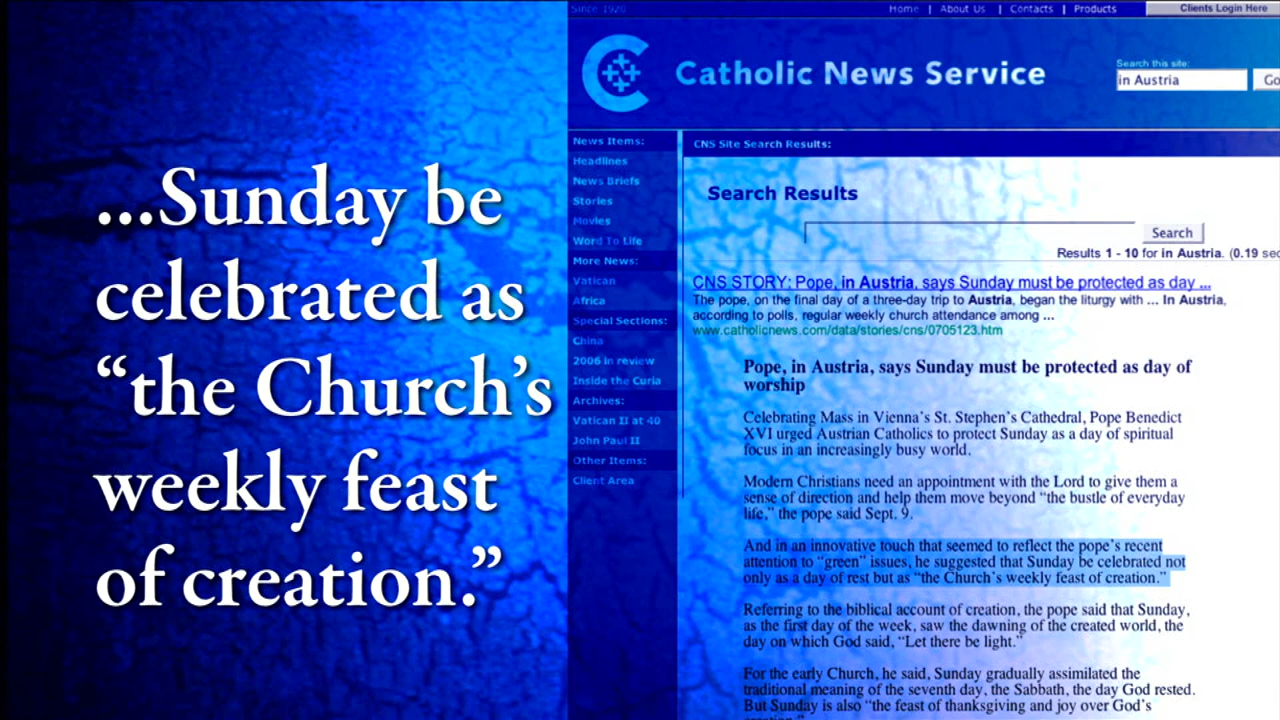 ...Sunday be
celebrated as
“the Church’s
weekly feast
of creation.”
Since 1920
Home | About Us | Contacts | Products
Clients Login Here
Catholic News Service
Search this site:
in Austria
Go
News Items:
Headlines
News Briefs
Stories
Movies
Word To Life
More News:
Vatican
Africa
Special Sections:
China
2006 in review
Inside the Curia
Archives:
Vatican II at 40
John Paul II
Other Items:
Client Area
CNS Site Search Results:
Search Results
Search
Results 1 - 10 for in Austria. (0.19 sec
CNS STORY: Pope, in Austria, says Sunday must be protected as day ...
The pope, on the final day of a three-day trip to Austria, began the liturgy with ... In Austria,
according to polls, regular weekly church attendance among ...
www.catholicnews.com/data/stories/cns/0705123.htm
Pope, in Austria, says Sunday must be protected as day of
worship
Celebrating Mass in Vienna’s St. Stephen’s Cathedral, Pope Benedict
XVI urged Austrian Catholics to protect Sunday as a day of spiritual
focus in an increasingly busy world.
Modern Christians need an appointment with the Lord to give them a
sense of direction and help them move beyond “the bustle of everyday
life,” the pope said Sept. 9.
And in an innovative touch that seemed to reflect the pope’s recent
attention to “green” issues, he suggested that Sunday be celebrated not
only as a day of rest but as “the Church’s weekly feast of creation.”
Referring to the biblical account of creation, the pope said that Sunday,
as the first day of the week, saw the dawning of the created world, the
day on which God said, “Let there be light.”
For the early Church, he said, Sunday gradually assimilated the
traditional meaning of the seventh day, the Sabbath, the day God rested.
But Sunday is also “the feast of thanksgiving and joy over God’s